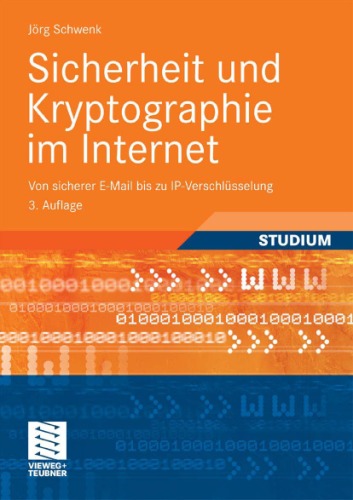 Jörg Schwenk
Sicherheit und
Kryptographie
im Internet
Von sicherer E-Mail bis zu IP-Verschlüsselung
3. Auflage
STUDIUM
VIEWEG+
TEUBNER